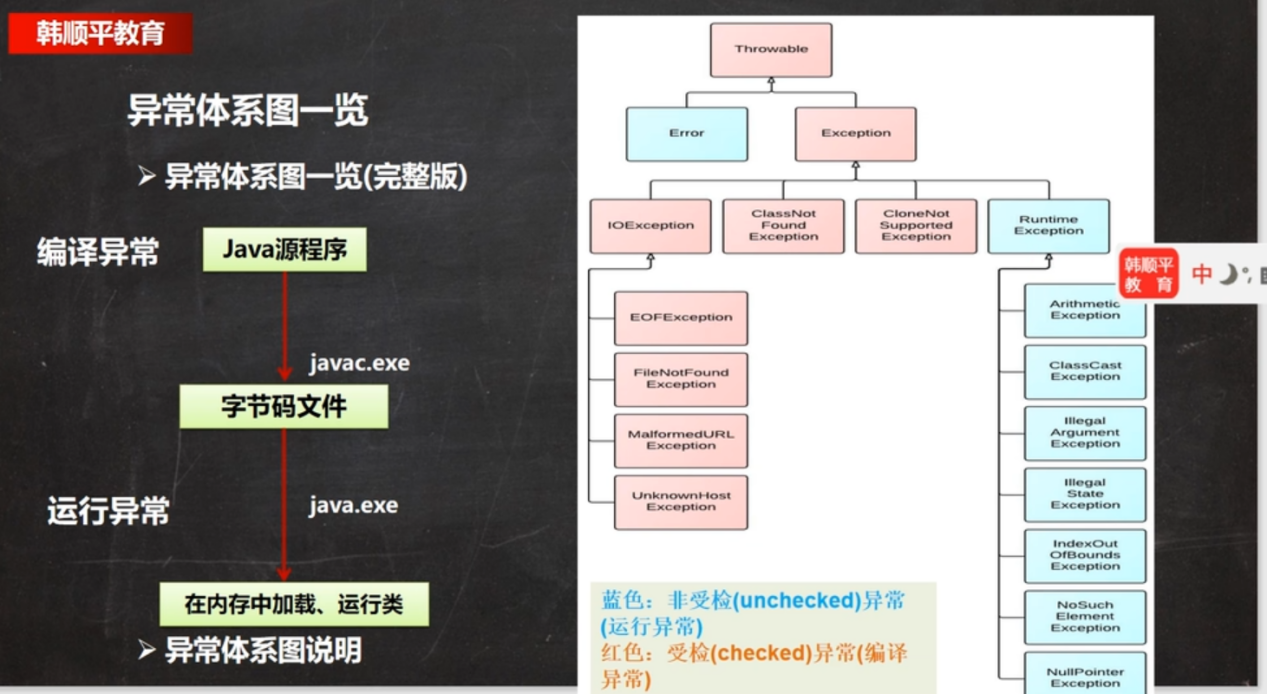 韩顺平教育
异常体系图一览
➢ 异常体系图一览(完整版)
编译异常
Java源程序
javac.exe
字节码文件
运行异常
java.exe
在内存中加载、运行类
➢ 异常体系图说明
Throwable
Error
Exception
IOException
ClassNot
Found
Exception
CloneNot
Supported
Exception
Runtime
Exception
EOFException
FileNotFound
Exception
MalformedURL
Exception
UnknownHost
Exception
Arithmetic
Exception
ClassCast
Exception
Illegal
Argument
Exception
Illegal
State
Exception
IndexOut
OfBounds
Exception
NoSuch
Element
Exception
NullPointer
Exception
蓝色：非受检(unchecked)异常
(运行异常)
红色：受检(checked)异常(编译
异常)
韩顺平
教 育
中